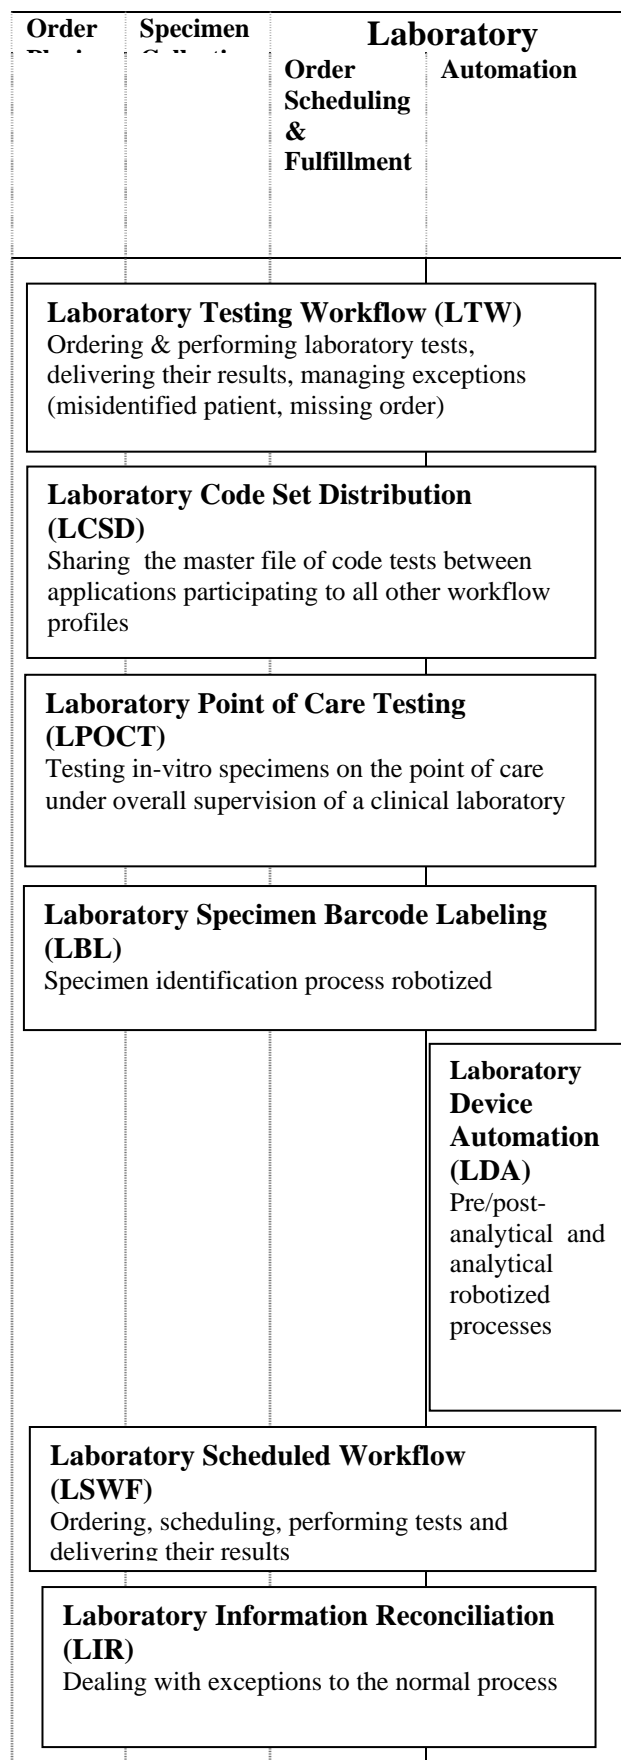 Order
Specimen
Laboratory
Order
Scheduling
&
Fulfillment
Automation
Laboratory Testing Workflow (LTW)
Ordering & performing laboratory tests,
delivering their results, managing exceptions
(misidentified patient, missing order)
Laboratory Code Set Distribution
(LCSD)
Sharing the master file of code tests between
applications participating to all other workflow
profiles
Laboratory Point of Care Testing
(LPOCT)
Testing in-vitro specimens on the point of care
under overall supervision of a clinical laboratory
Laboratory Specimen Barcode Labeling
(LBL)
Specimen identification process robotized
Laboratory
Device
Automation
(LDA)
Pre/post-
analytical and
analytical
robotized
processes
Laboratory Scheduled Workflow
(LSWF)
Ordering, scheduling, performing tests and
delivering their results
Laboratory Information Reconciliation
(LIR)
Dealing with exceptions to the normal process